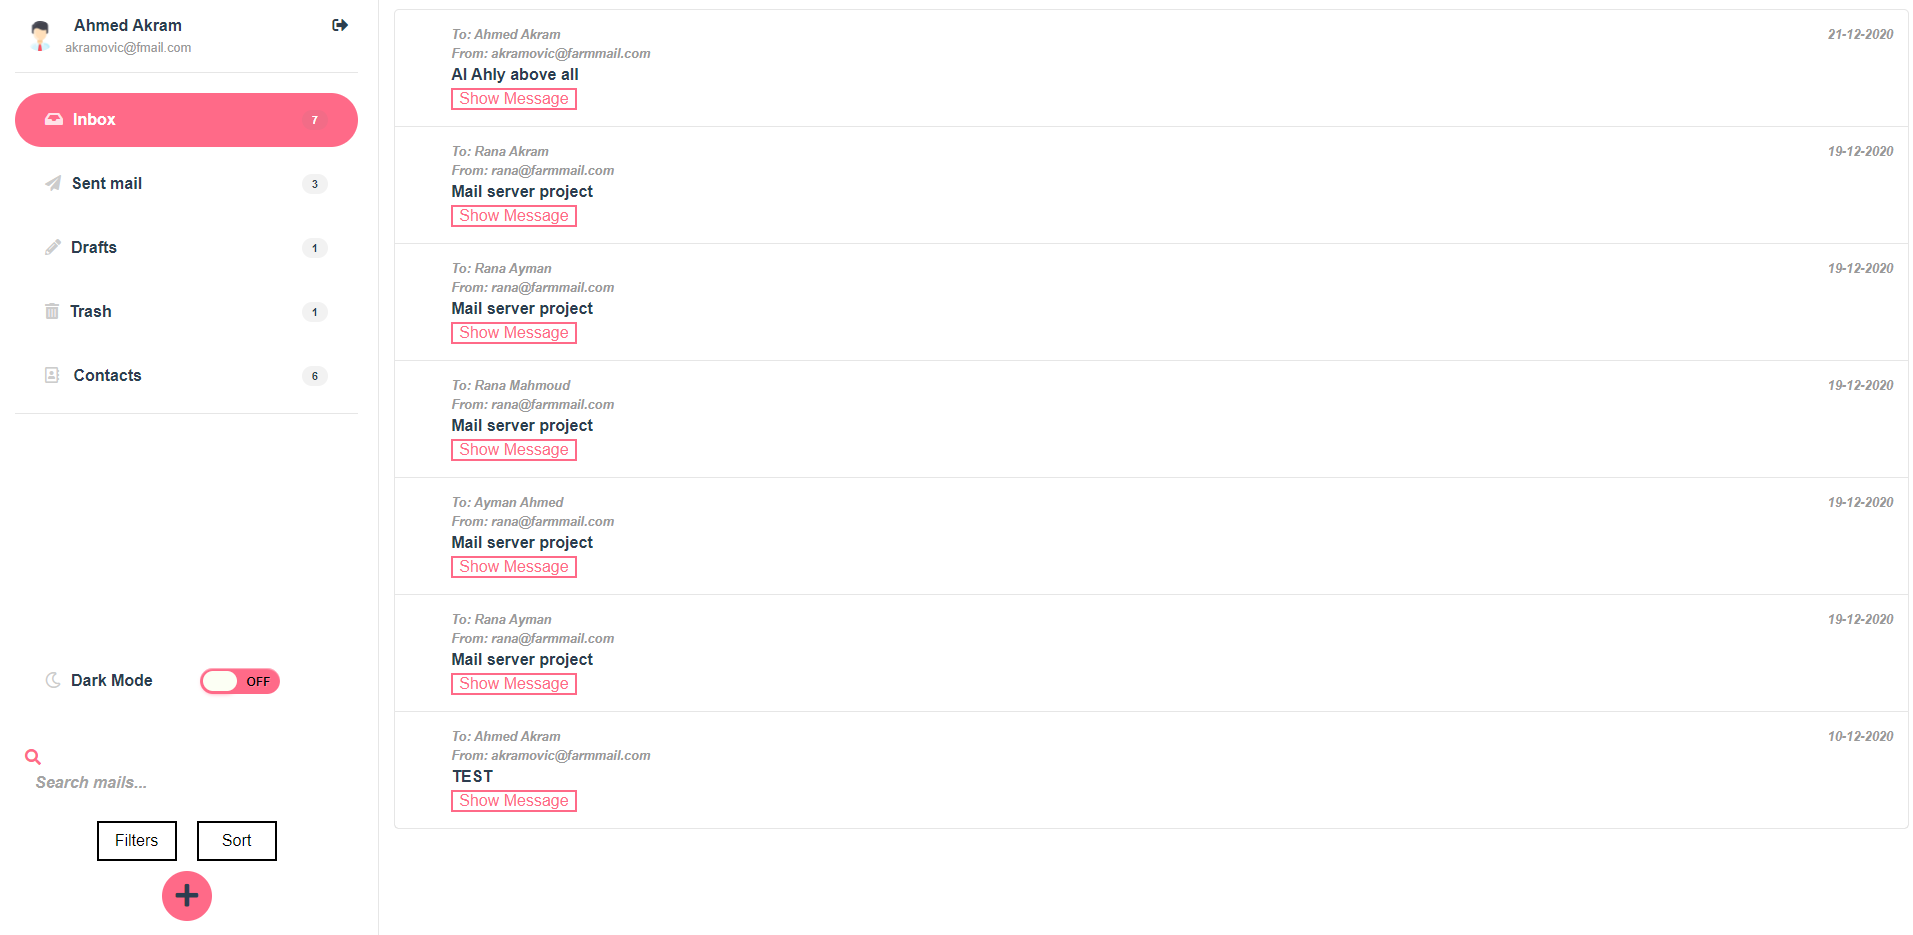 Ahmed Akram
akramovic@fmail.com
Inbox 7
Sent mail 3
Drafts 1
Trash 1
Contacts 6
Dark Mode OFF
Search mails...
Filters Sort
To: Ahmed Akram 21-12-2020
From: akramovic@farmmail.com
Al Ahly above all
Show Message
To: Rana Akram 19-12-2020
From: rana@farmmail.com
Mail server project
Show Message
To: Rana Ayman 19-12-2020
From: rana@farmmail.com
Mail server project
Show Message
To: Rana Mahmoud 19-12-2020
From: rana@farmmail.com
Mail server project
Show Message
To: Ayman Ahmed 19-12-2020
From: rana@farmmail.com
Mail server project
Show Message
To: Rana Ayman 19-12-2020
From: rana@farmmail.com
Mail server project
Show Message
To: Ahmed Akram 10-12-2020
From: akramovic@farmmail.com
TEST
Show Message